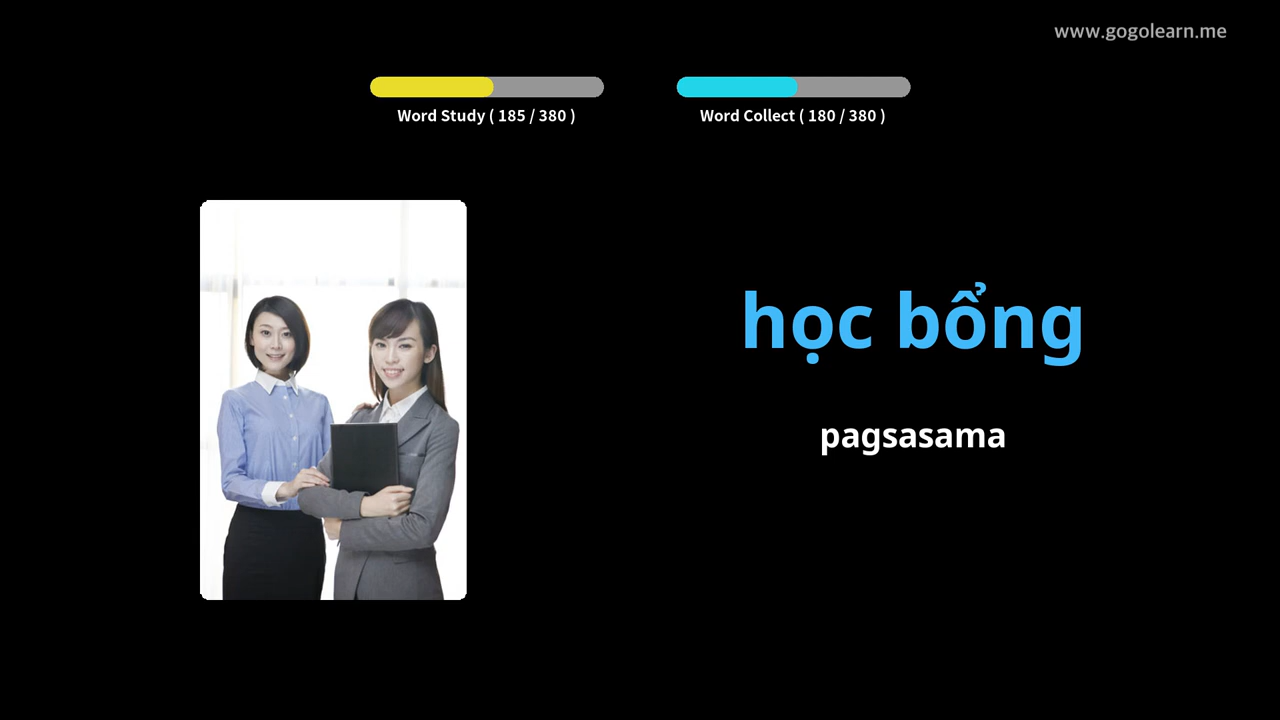 www.gogolearn.me
Word Study ( 185 / 380 )
Word Collect ( 180 / 380 )
học bổng
pagsasama